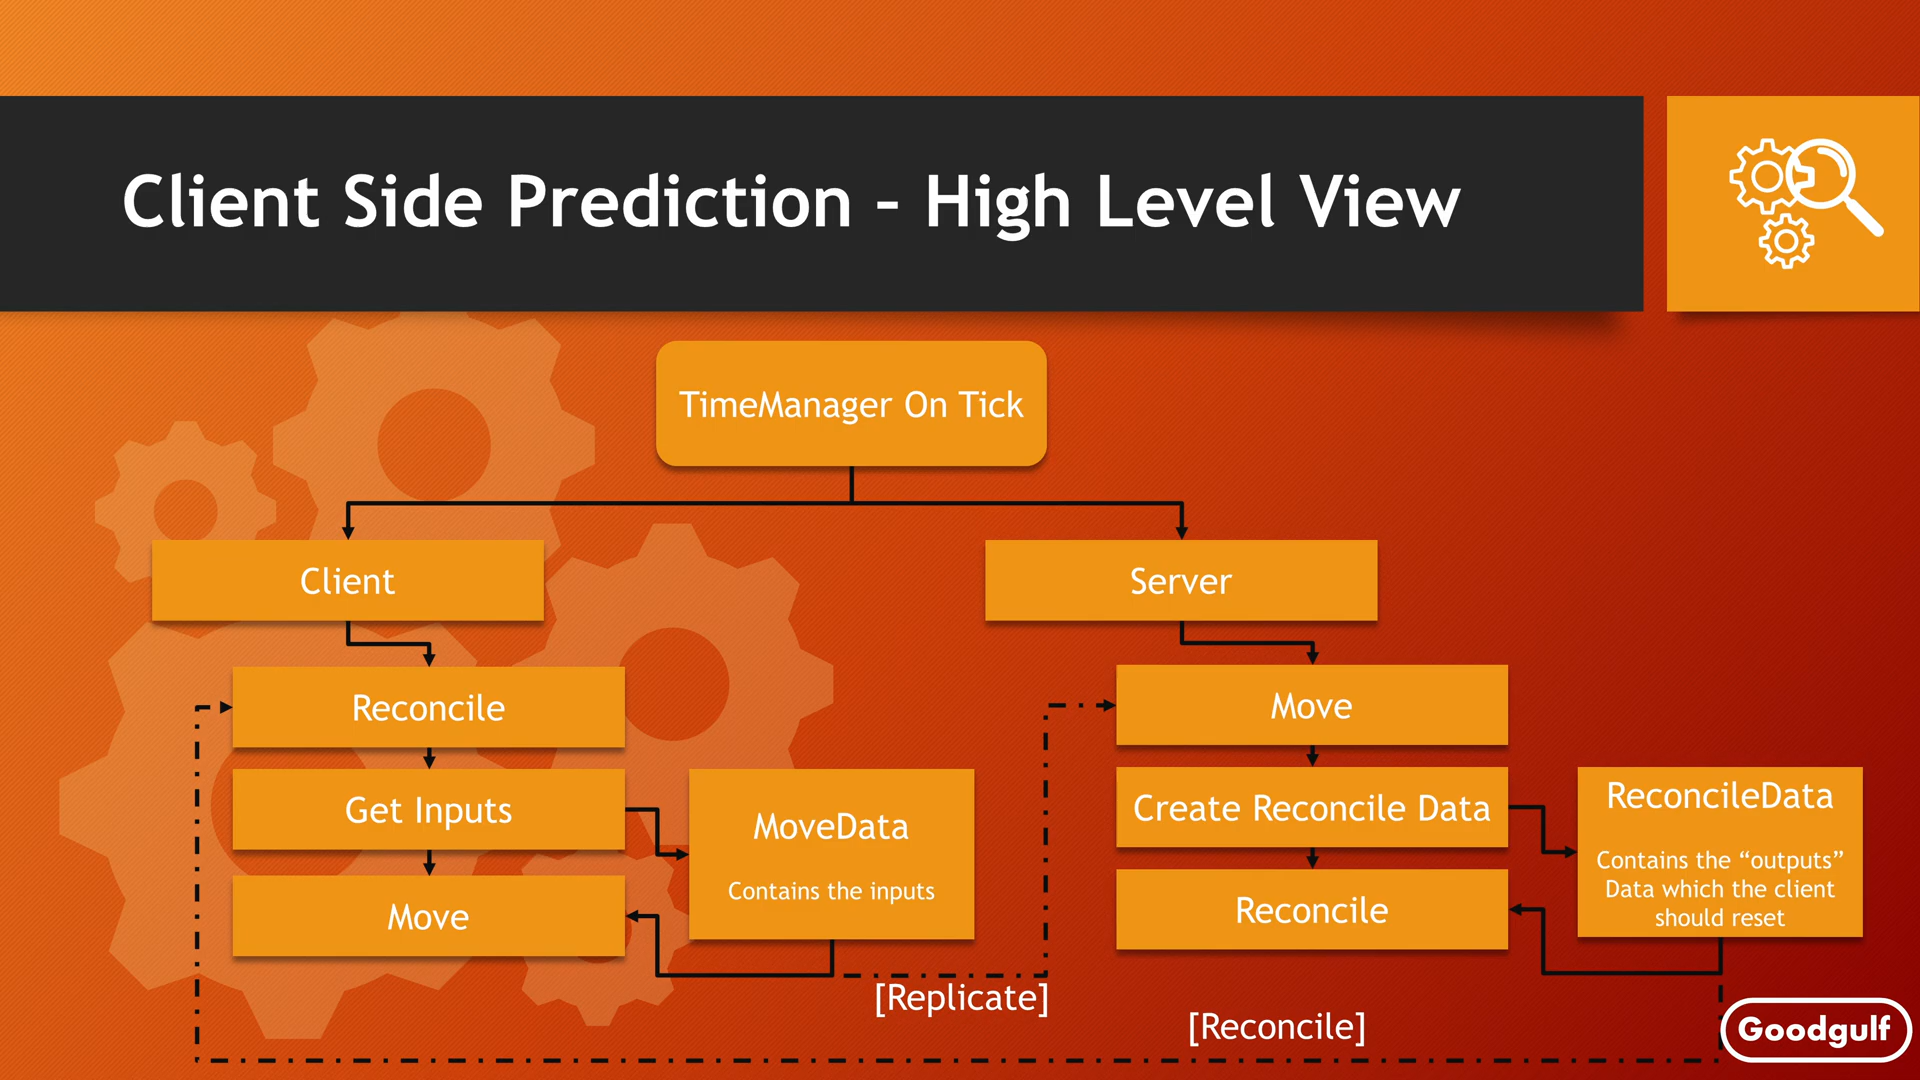 Client Side Prediction – High Level View
TimeManager On Tick
Client
Server
Reconcile
Get Inputs
Move
MoveData
Contains the inputs
[Replicate]
Move
Create Reconcile Data
Reconcile
ReconcileData
Contains the “outputs”
Data which the client
should reset
[Reconcile]
Goodgulf